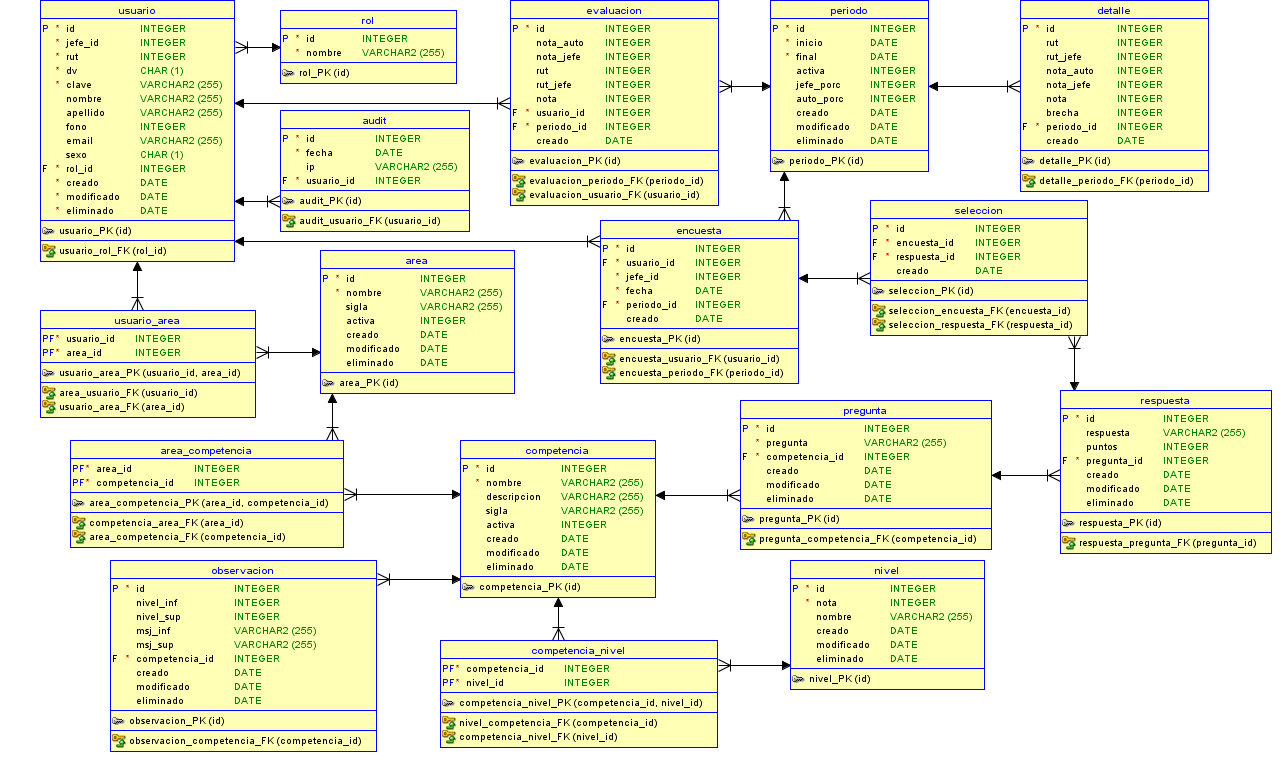 usuario
P * id INTEGER
* jefe_id INTEGER
* rut INTEGER
* dv CHAR (1)
* clave VARCHAR2 (255)
nombre VARCHAR2 (255)
apellido VARCHAR2 (255)
fono INTEGER
email VARCHAR2 (255)
sexo CHAR (1)
F * rol_id INTEGER
* creado DATE
* modificado DATE
* eliminado DATE
usuario_PK (id)
usuario_rol_FK (rol_id)
rol
P * id INTEGER
* nombre VARCHAR2 (255)
rol_PK (id)
audit
P * id INTEGER
* fecha DATE
ip VARCHAR2 (255)
F * usuario_id INTEGER
audit_PK (id)
audit_usuario_FK (usuario_id)
evaluacion
P * id INTEGER
nota_auto INTEGER
nota_jefe INTEGER
rut INTEGER
rut_jefe INTEGER
nota INTEGER
F * usuario_id INTEGER
F * periodo_id INTEGER
evaluacion_PK (id)
evaluacion_periodo_FK (periodo_id)
evaluacion_usuario_FK (usuario_id)
periodo
P * id INTEGER
* inicio DATE
* final DATE
activa INTEGER
jefe_porc INTEGER
auto_porc INTEGER
creado DATE
modificado DATE
eliminado DATE
periodo_PK (id)
detalle
P * id INTEGER
rut INTEGER
rut_jefe INTEGER
nota_auto INTEGER
nota_jefe INTEGER
nota INTEGER
brecha INTEGER
F * periodo_id INTEGER
creado DATE
detalle_PK (id)
detalle_periodo_FK (periodo_id)
encuesta
P * id INTEGER
F * usuario_id INTEGER
* jefe_id INTEGER
* fecha DATE
F * periodo_id INTEGER
creado DATE
encuesta_PK (id)
encuesta_usuario_FK (usuario_id)
encuesta_periodo_FK (periodo_id)
seleccion
P * id INTEGER
F * encuesta_id INTEGER
F * respuesta_id INTEGER
creado DATE
seleccion_PK (id)
seleccion_encuesta_FK (encuesta_id)
seleccion_respuesta_FK (respuesta_id)
area
P * id INTEGER
* nombre VARCHAR2 (255)
sigla VARCHAR2 (255)
activa INTEGER
creado DATE
modificado DATE
eliminado DATE
area_PK (id)
usuario_area
PF* usuario_id INTEGER
PF* area_id INTEGER
usuario_area_PK (usuario_id, area_id)
area_usuario_FK (usuario_id)
usuario_area_FK (area_id)
area_competencia
PF* area_id INTEGER
PF* competencia_id INTEGER
area_competencia_PK (area_id, competencia_id)
competencia_area_FK (area_id)
area_competencia_FK (competencia_id)
competencia
P * id INTEGER
* nombre VARCHAR2 (255)
descripcion VARCHAR2 (255)
sigla VARCHAR2 (255)
activa INTEGER
creado DATE
modificado DATE
eliminado DATE
competencia_PK (id)
pregunta
P * id INTEGER
* pregunta VARCHAR2 (255)
F * competencia_id INTEGER
creado DATE
modificado DATE
eliminado DATE
pregunta_PK (id)
pregunta_competencia_FK (competencia_id)
respuesta
P * id INTEGER
respuesta VARCHAR2 (255)
puntos INTEGER
F * pregunta_id INTEGER
creado DATE
modificado DATE
eliminado DATE
respuesta_PK (id)
respuesta_pregunta_FK (pregunta_id)
observacion
P * id INTEGER
nivel_inf INTEGER
nivel_sup INTEGER
msj_inf VARCHAR2 (255)
msj_sup VARCHAR2 (255)
F * competencia_id INTEGER
creado DATE
modificado DATE
eliminado DATE
observacion_PK (id)
observacion_competencia_FK (competencia_id)
competencia_nivel
PF* competencia_id INTEGER
PF* nivel_id INTEGER
competencia_nivel_PK (competencia_id, nivel_id)
nivel_competencia_FK (competencia_id)
competencia_nivel_FK (nivel_id)
nivel
P * id INTEGER
* nota INTEGER
nombre VARCHAR2 (255)
creado DATE
modificado DATE
eliminado DATE
nivel_PK (id)